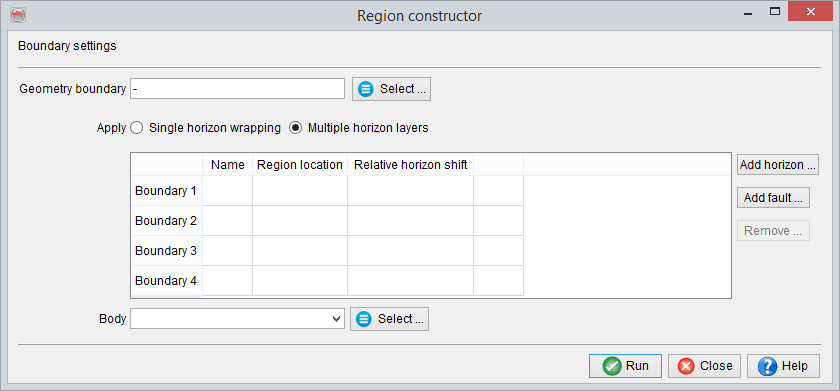 Region constructor
Boundary settings
Geometry boundary - Select ...
Apply Single horizon wrapping Multiple horizon layers
Name Region location Relative horizon shift Add horizon ...
Boundary 1
Add fault ...
Boundary 2
Remove ...
Boundary 3
Boundary 4
Body Select ...
Run Close Help